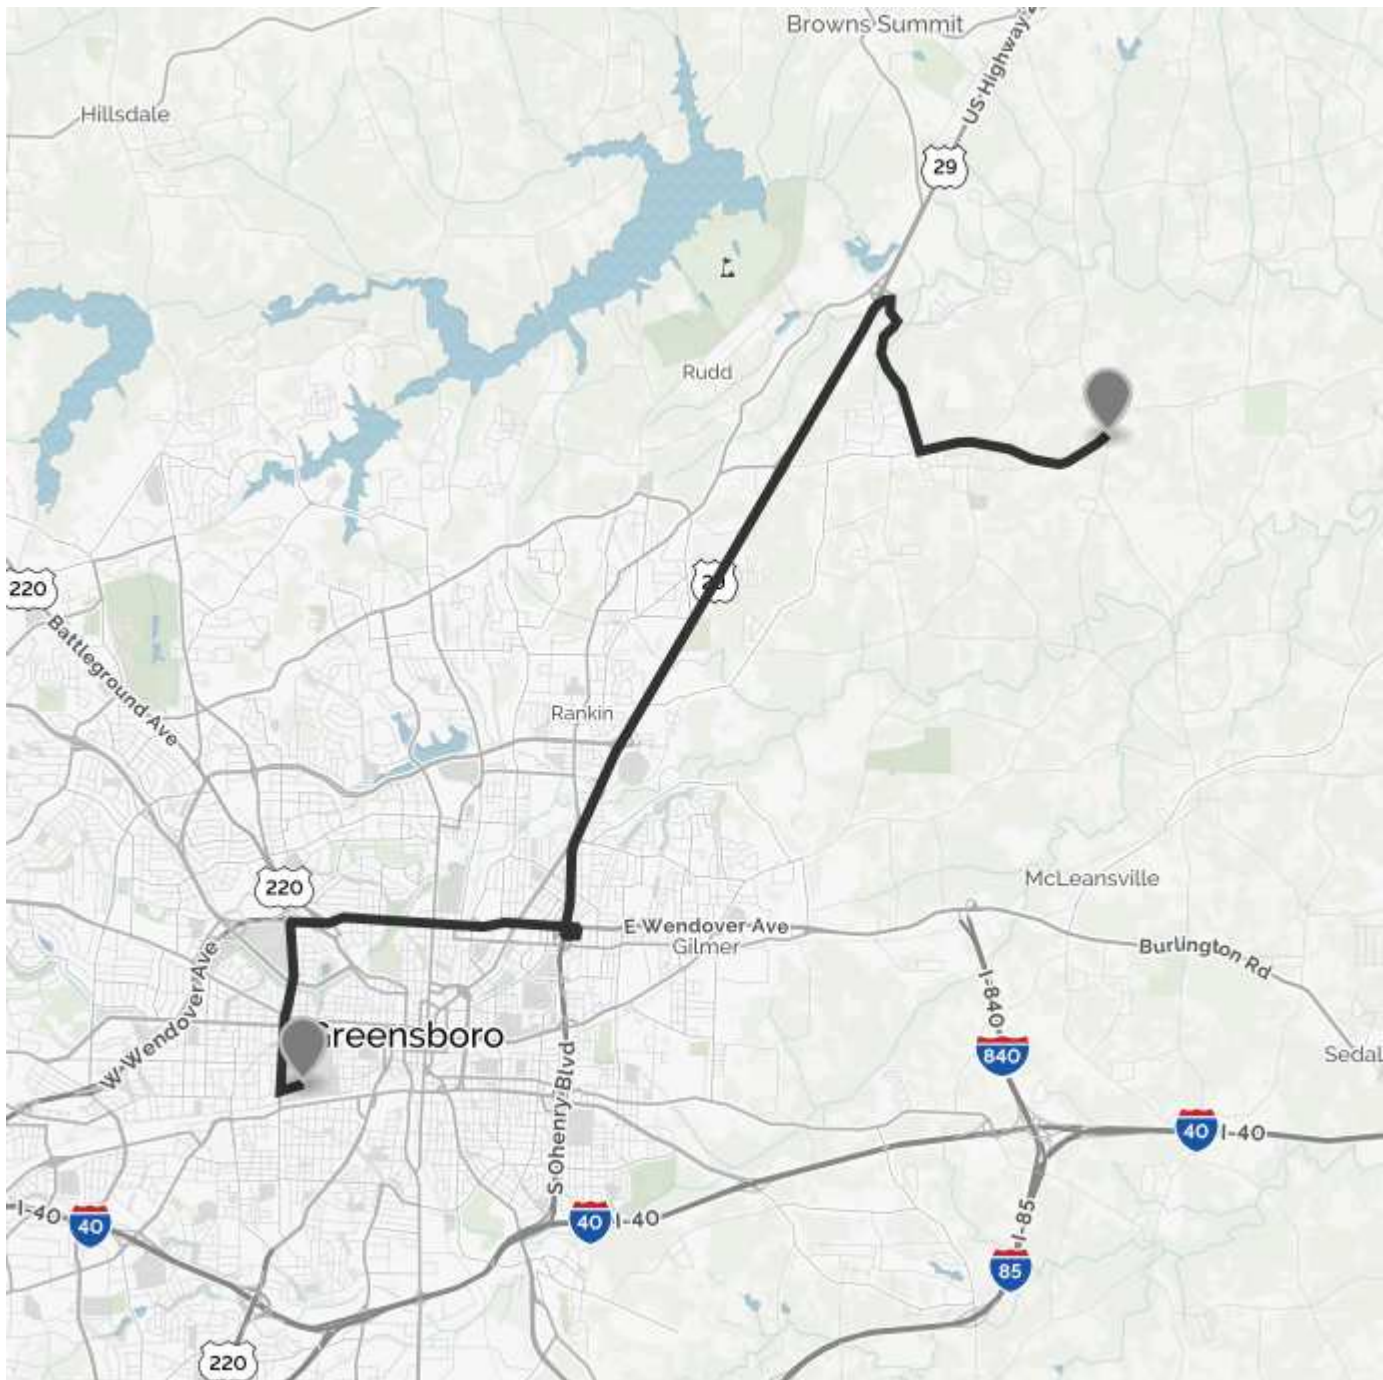 Browns Summit
US Highway 2
Hillsdale
29
Rudd
220
29
Battleground Ave
Rankin
220
McLeansville
E Wendover Ave
Gilmer
Burlington Rd
W Wendover Ave
I-840
Greensboro
840
Sedal
S Ohenry Blvd
40
I-40
I-40
40
40
I-40
I-85
85
220